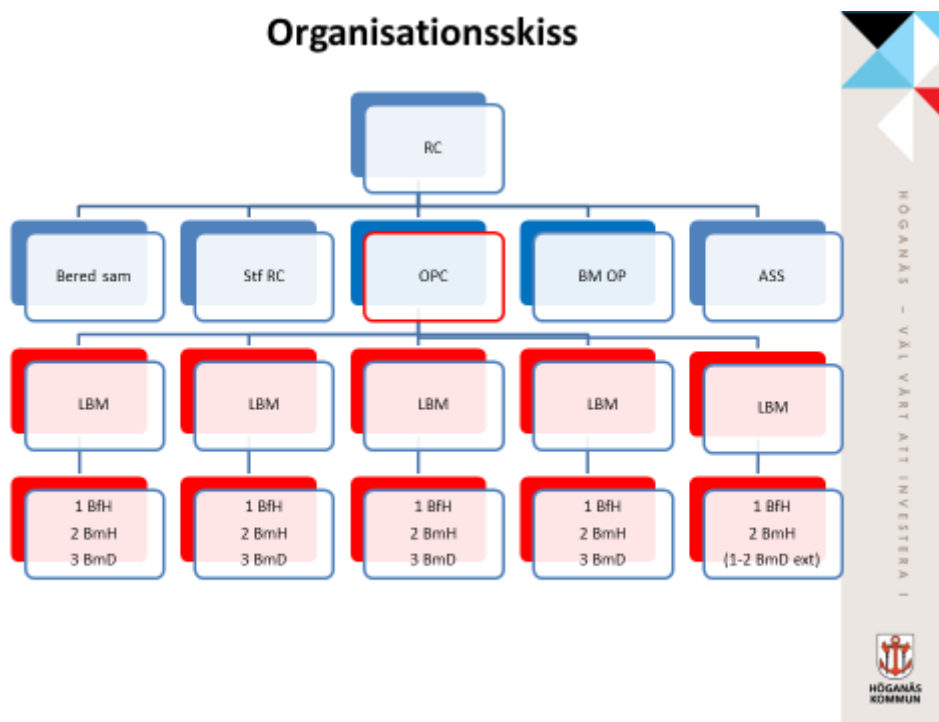 Organisationsskiss
RC
Bered sam
Stf RC
OPC
BM OP
ASS
LBM
LBM
LBM
LBM
LBM
1 BfH
2 BmH
3 BmD
1 BfH
2 BmH
3 BmD
1 BfH
2 BmH
3 BmD
1 BfH
2 BmH
3 BmD
1 BfH
2 BmH
(1-2 BmD ext)
HÖGANÄS – VÄL VÄRT ATT INVESTERA I
HÖGANÄS
KOMMUN